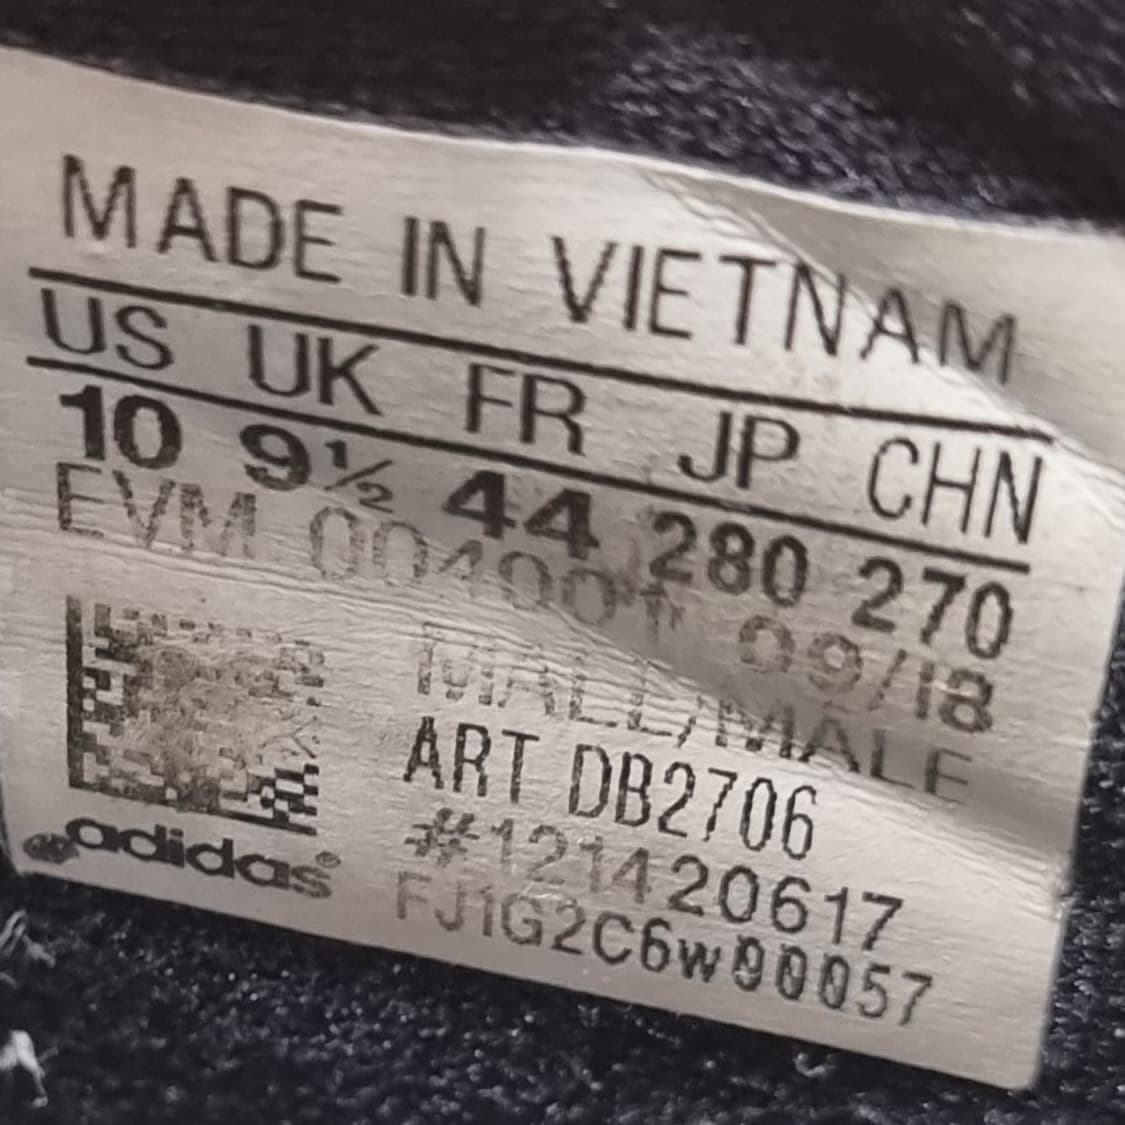 MADE IN VIETNAM
US UK FR JP CHN
10 9½ 44 280 270
EVM 004001 09/18
MALE/MALE
ART DB2706
#121420617
FJ1G2C6w00057
adidas®